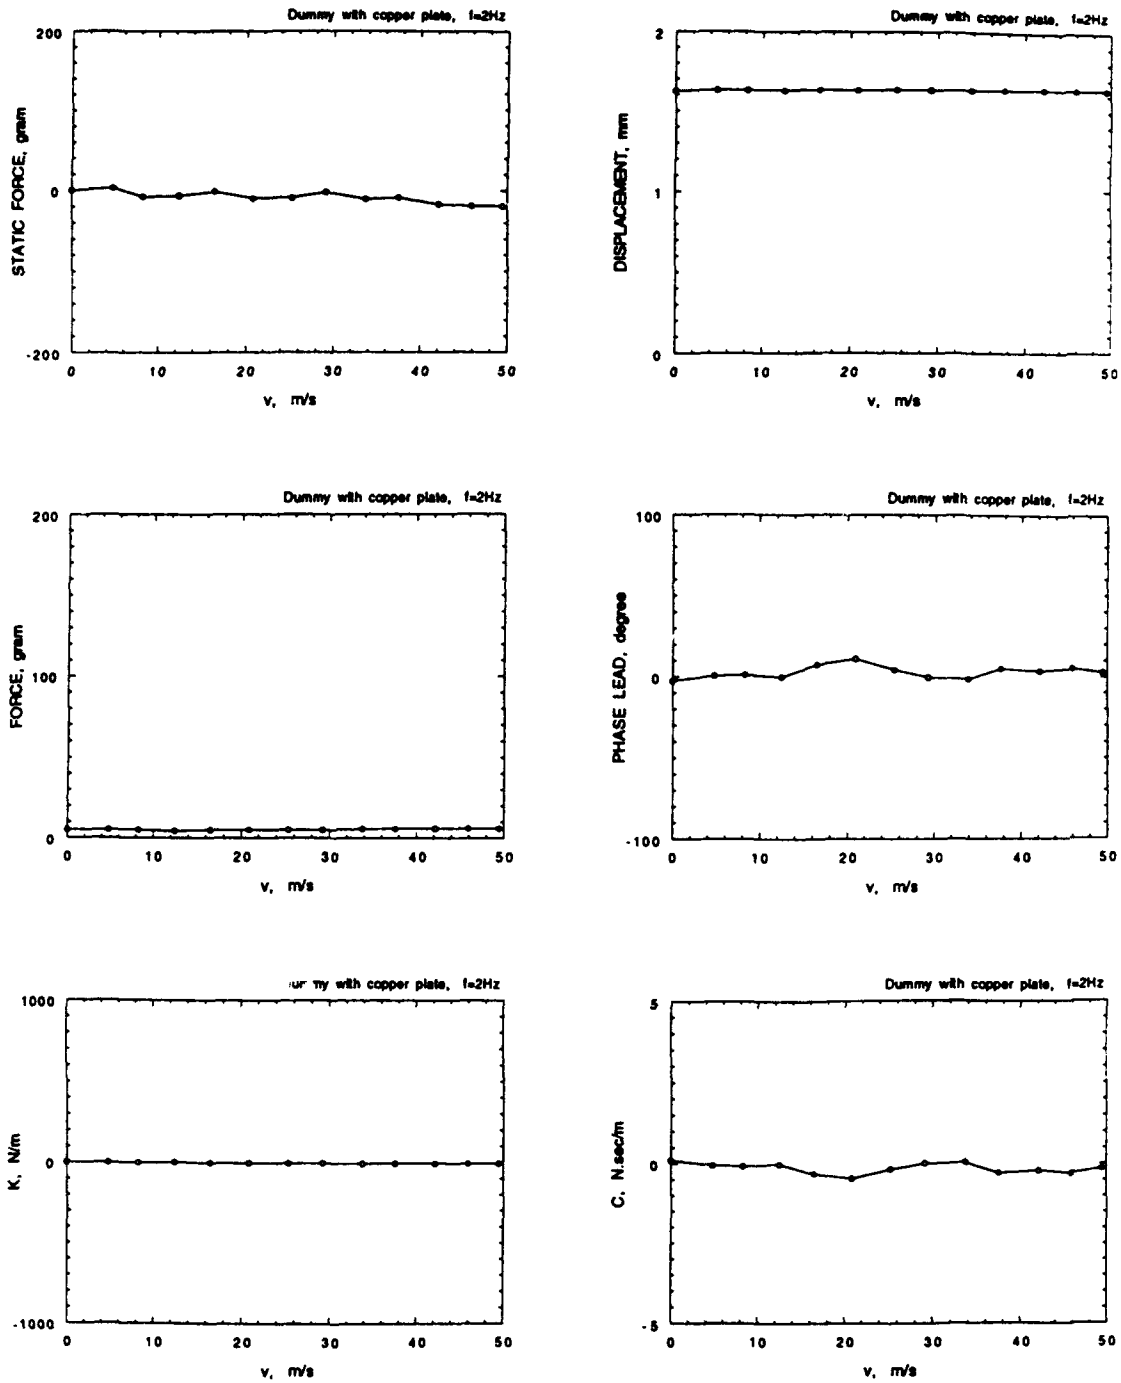 Dummy with copper plate, f=2Hz
200
0
-200
STATIC FORCE, gram
0 10 20 30 40 50
v, m/s
Dummy with copper plate, f=2Hz
2
1
0
DISPLACEMENT, mm
0 10 20 30 40 50
v, m/s
Dummy with copper plate, f=2Hz
200
100
0
FORCE, gram
0 10 20 30 40 50
v, m/s
Dummy with copper plate, f=2Hz
100
0
-100
PHASE LEAD, degree
0 10 20 30 40 50
v, m/s
with copper plate, f=2Hz
1000
0
-1000
K, N/m
0 10 20 30 40 50
v, m/s
Dummy with copper plate, f=2Hz
5
0
-5
C, N.sec/m
0 10 20 30 40 50
v, m/s